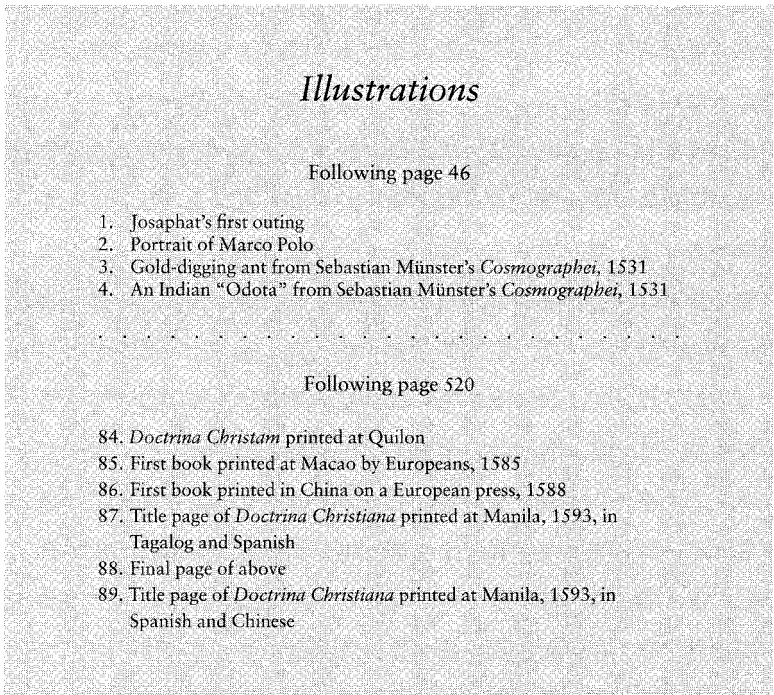 Illustrations
Following page 46
1. Josaphat's first outing
2. Portrait of Marco Polo
3. Gold-digging ant from Sebastian Münster's Cosmographei, 1531
4. An Indian “Odota” from Sebastian Münster's Cosmographei, 1531
. . . . . . . . . . . . . . . . . . . .
Following page 520
84. Doctrina Christam printed at Quilon
85. First book printed at Macao by Europeans, 1585
86. First book printed in China on a European press, 1588
87. Title page of Doctrina Christiana printed at Manila, 1593, in
Tagalog and Spanish
88. Final page of above
89. Title page of Doctrina Christiana printed at Manila, 1593, in
Spanish and Chinese